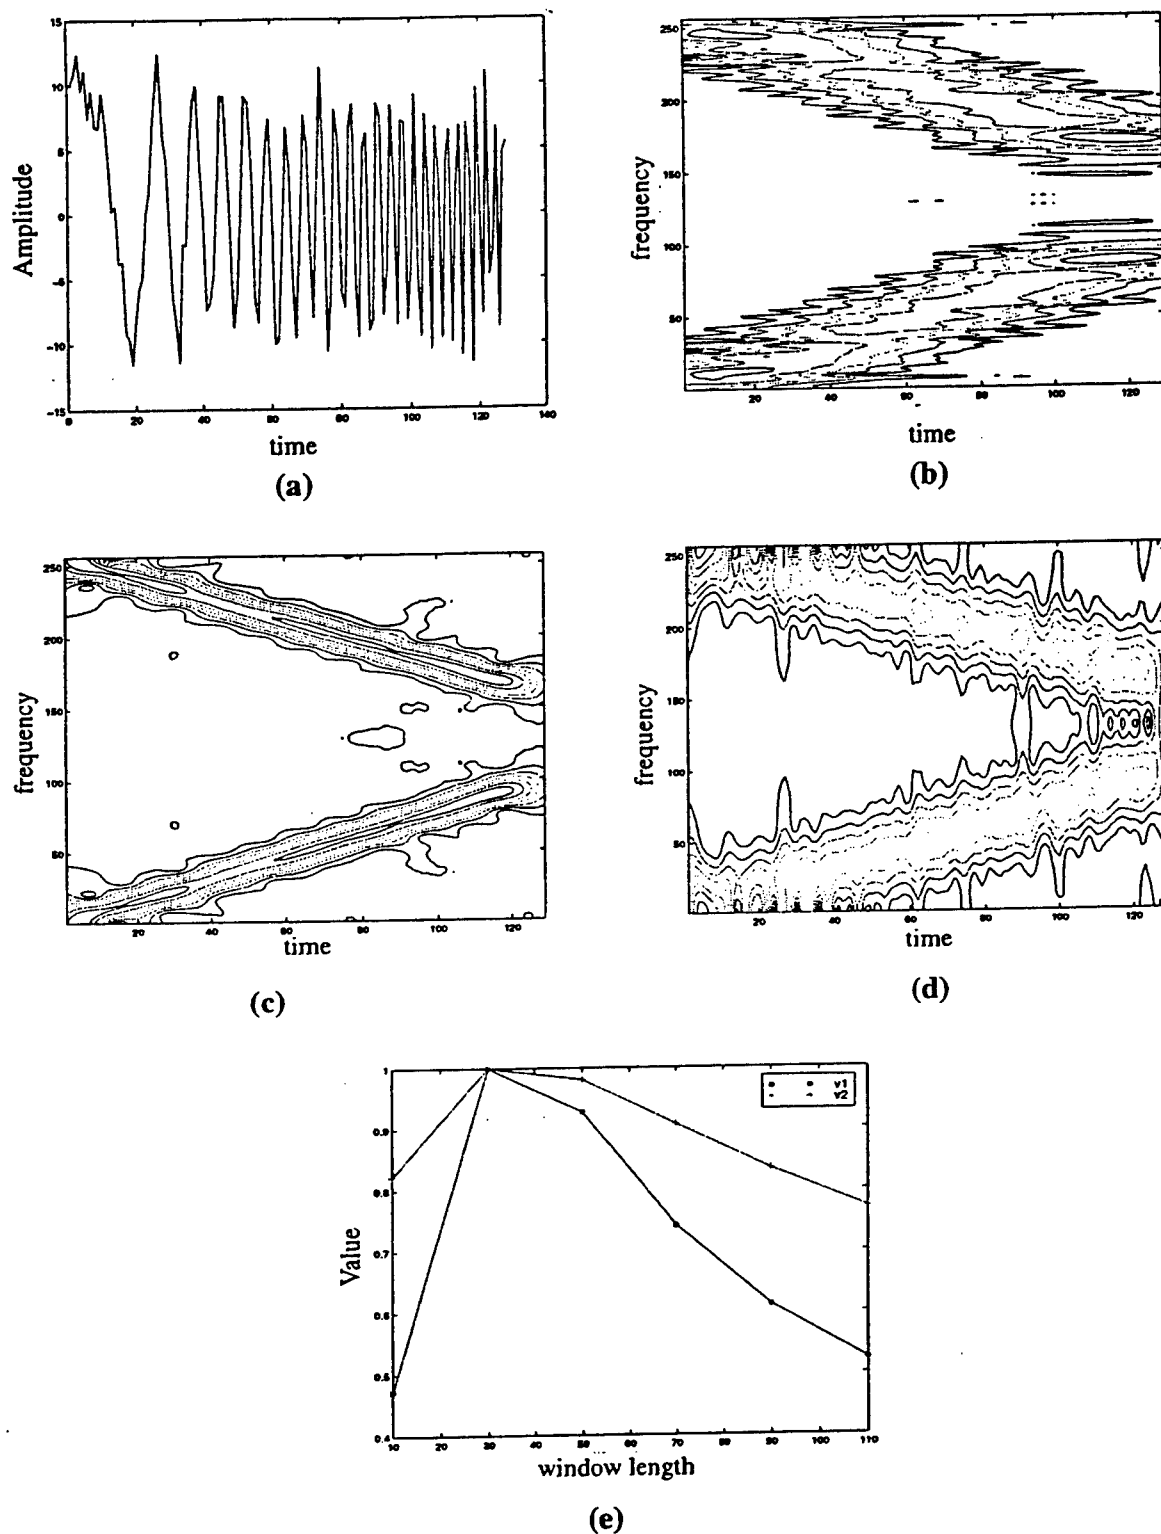 15
10
5
0
-5
-10
-15
Amplitude
0 20 40 60 80 100 120 140
time
(a)
250
200
150
100
50
frequency
20 40 60 80 100 120
time
(b)
250
200
150
100
50
frequency
20 40 60 80 100 120
time
(c)
250
200
150
100
50
frequency
20 40 60 80 100 120
time
(d)
1
0.9
0.8
0.7
0.6
0.5
0.4
Value
v1
v2
10 20 30 40 50 60 70 80 90 100 110
window length
(e)